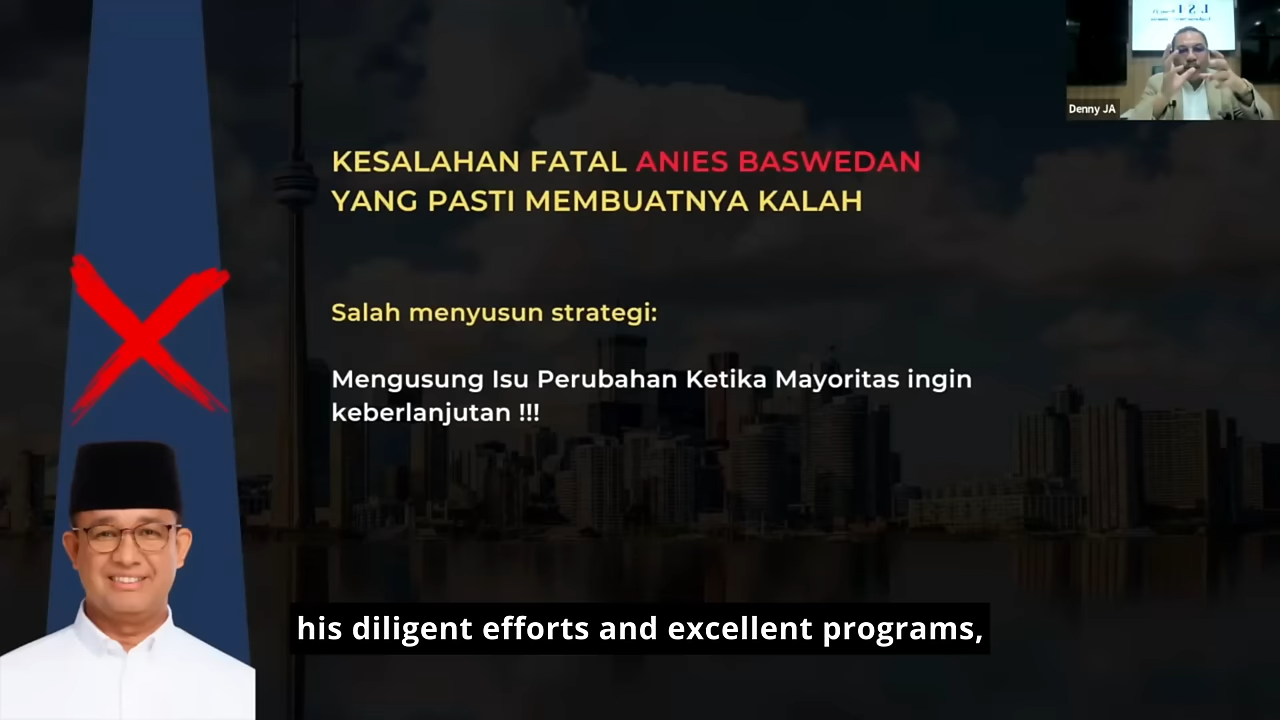 Denny JA
KESALAHAN FATAL ANIES BASWEDAN
YANG PASTI MEMBUATNYA KALAH
Salah menyusun strategi:
Mengusung Isu Perubahan Ketika Mayoritas ingin
keberlanjutan !!!
his diligent efforts and excellent programs,